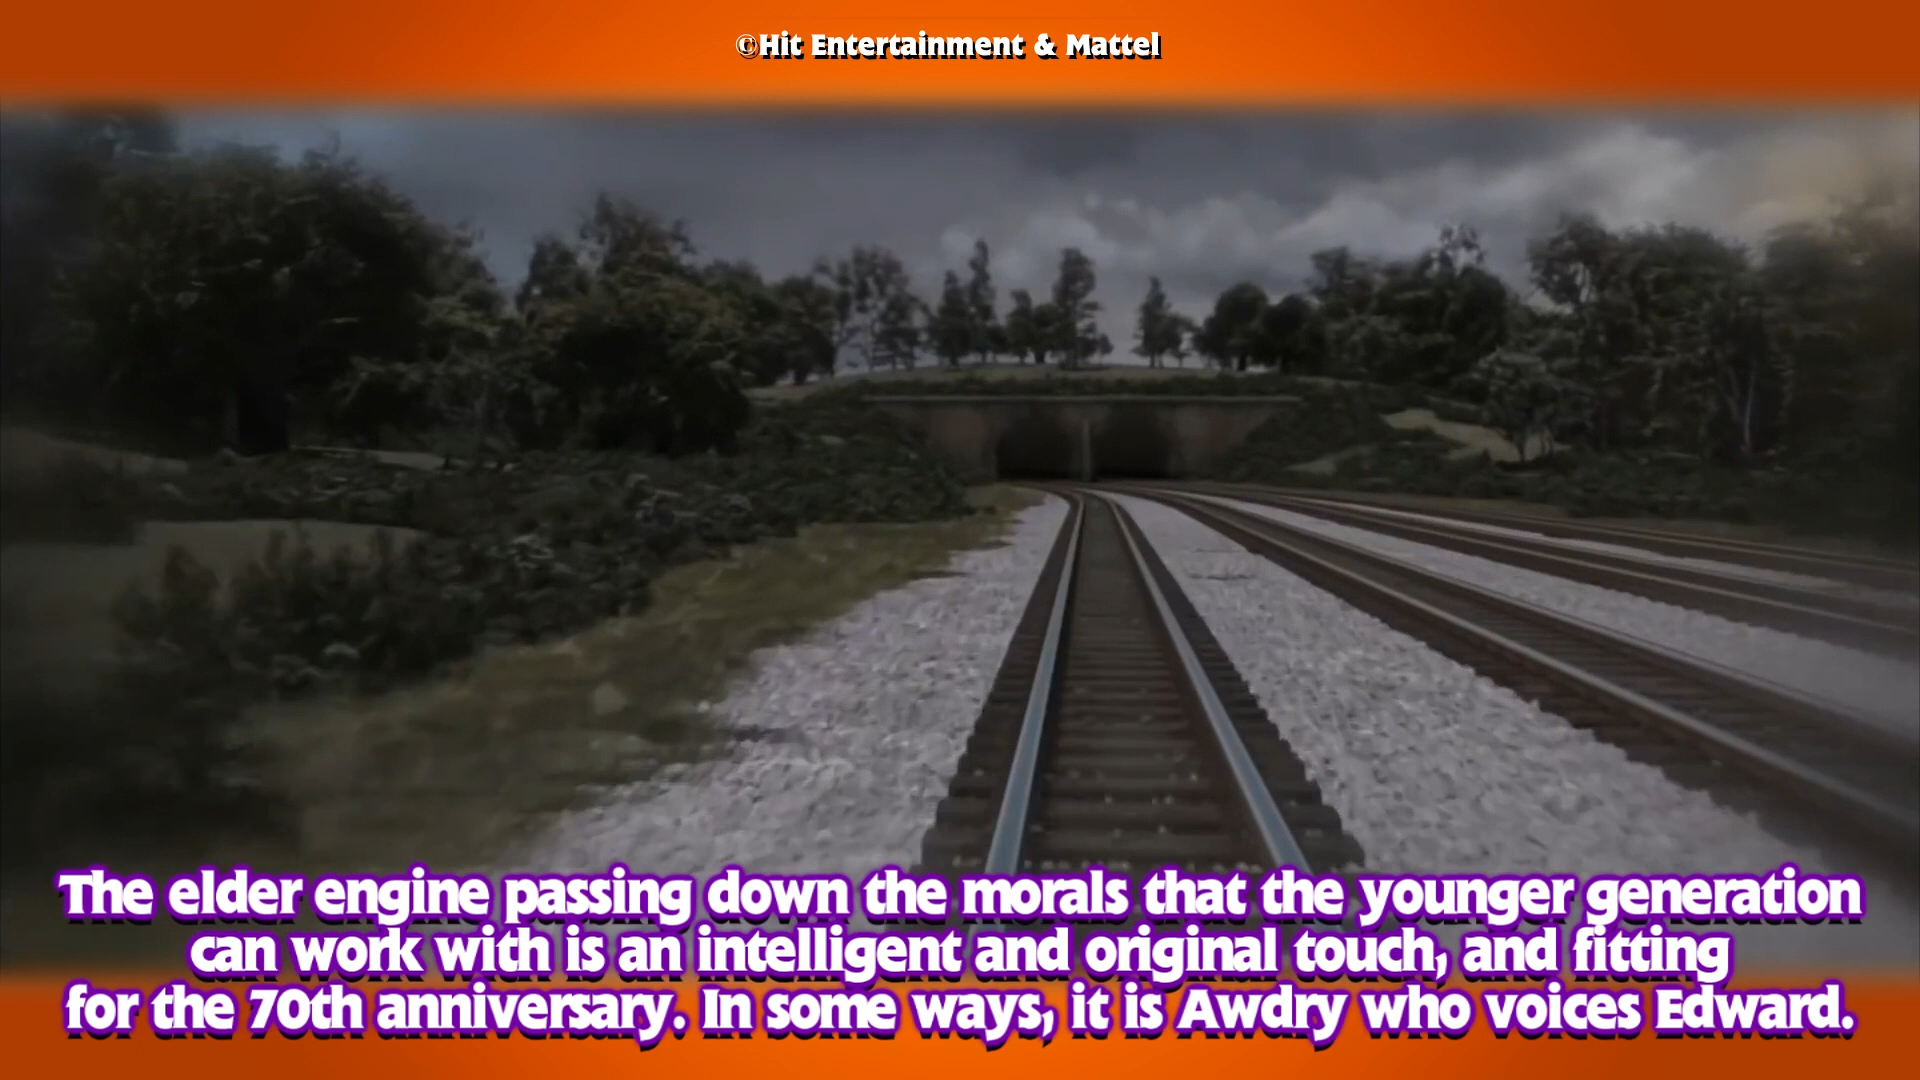 ©Hit Entertainment & Mattel
The elder engine passing down the morals that the younger generation
can work with is an intelligent and original touch, and fitting
for the 70th anniversary. In some ways, it is Awdry who voices Edward.